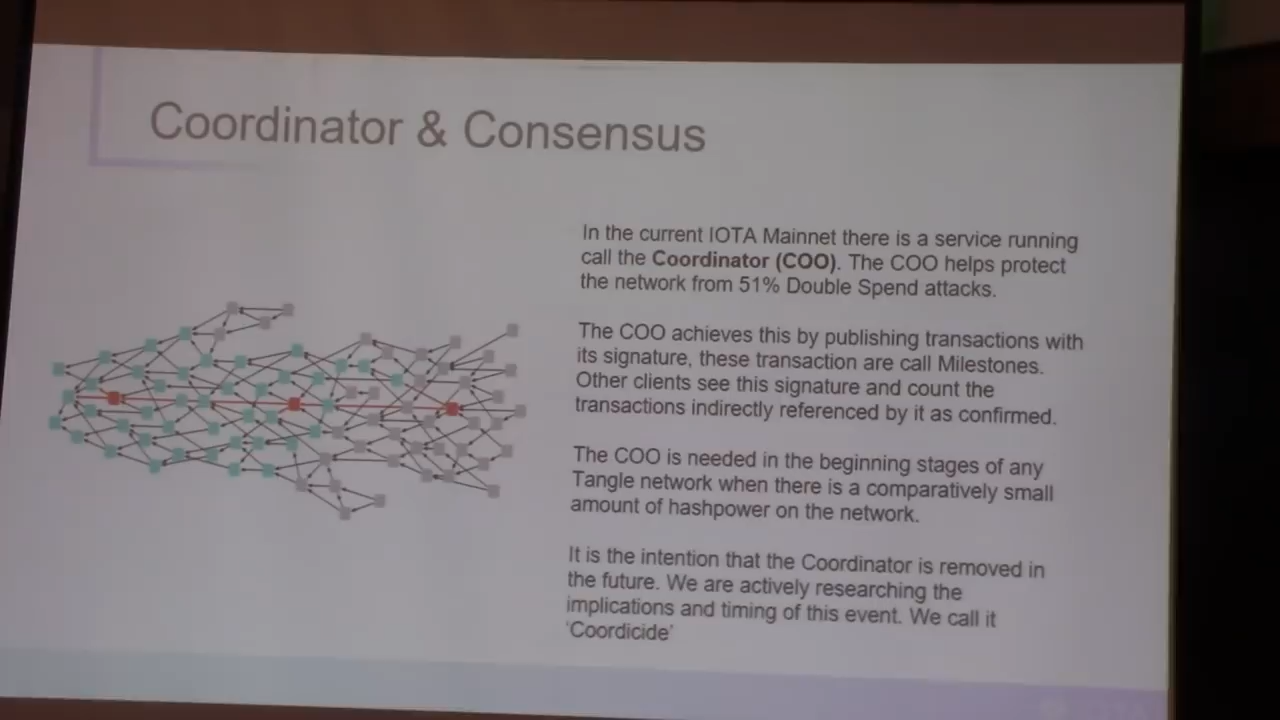 Coordinator & Consensus
In the current IOTA Mainnet there is a service running
call the Coordinator (COO). The COO helps protect
the network from 51% Double Spend attacks.
The COO achieves this by publishing transactions with
its signature, these transaction are call Milestones.
Other clients see this signature and count the
transactions indirectly referenced by it as confirmed.
The COO is needed in the beginning stages of any
Tangle network when there is a comparatively small
amount of hashpower on the network.
It is the intention that the Coordinator is removed in
the future. We are actively researching the
implications and timing of this event. We call it
‘Coordicide’